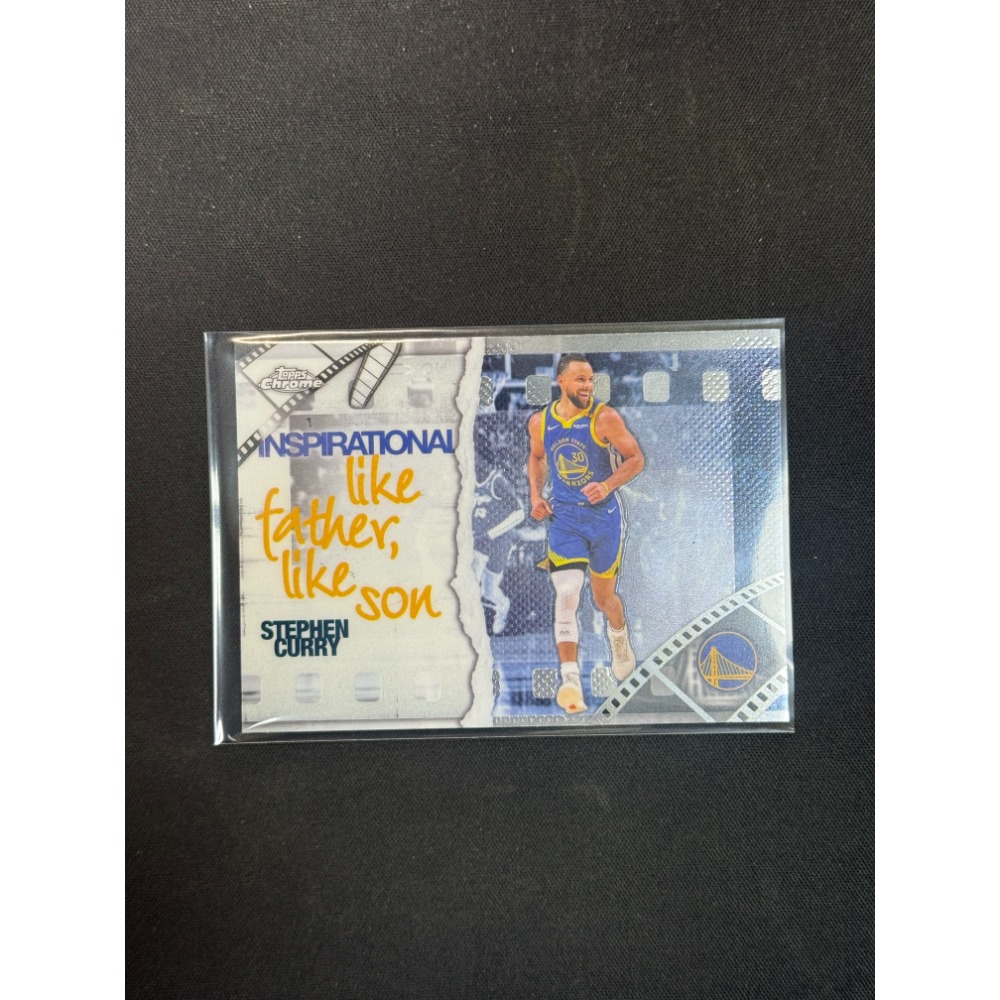 Topps
Chrome
INSPIRATIONAL
like
father,
like son
STEPHEN
CURRY
GOLDEN STATE
30
WARRIORS